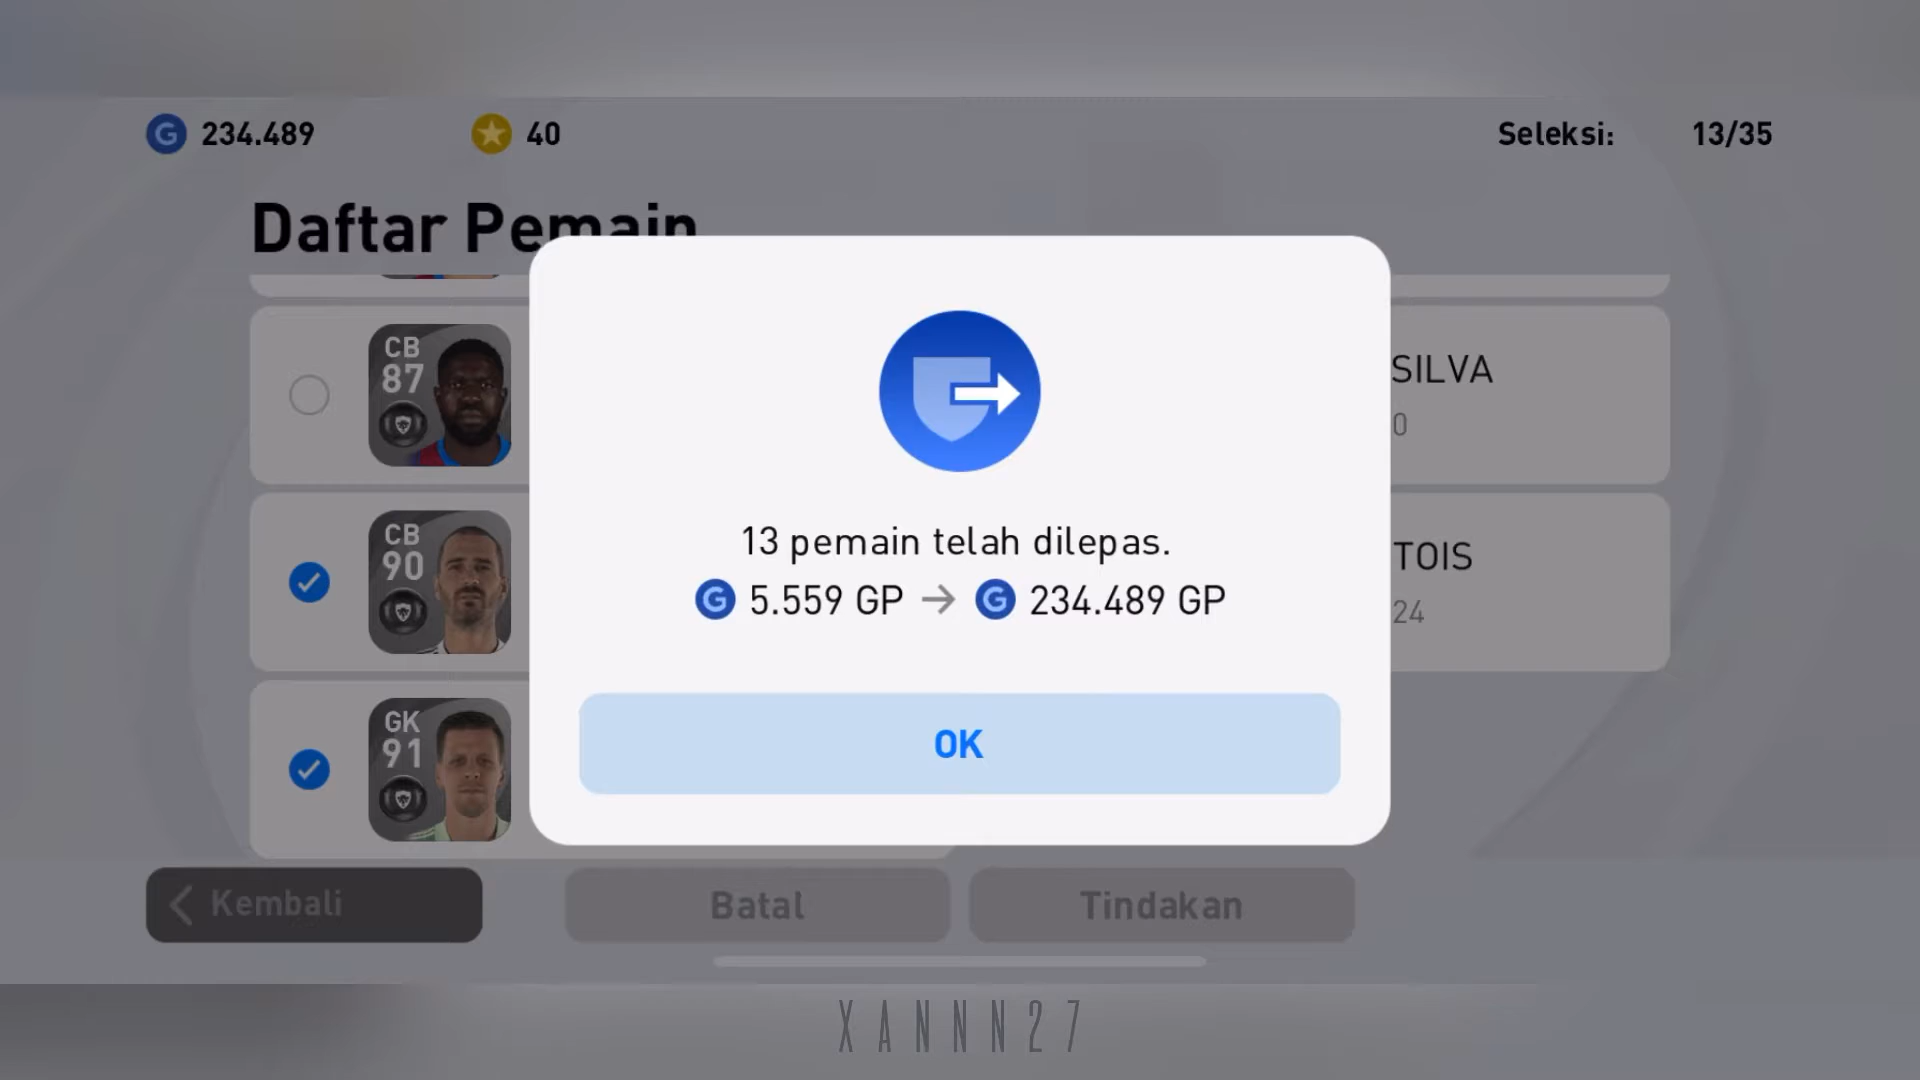 G 234.489
40
Seleksi: 13/35
Daftar Pemain
CB
87
SILVA
0
CB
90
TOIS
24
GK
91
13 pemain telah dilepas.
G 5.559 GP → G 234.489 GP
OK
Kembali
Batal
Tindakan
XANNN27